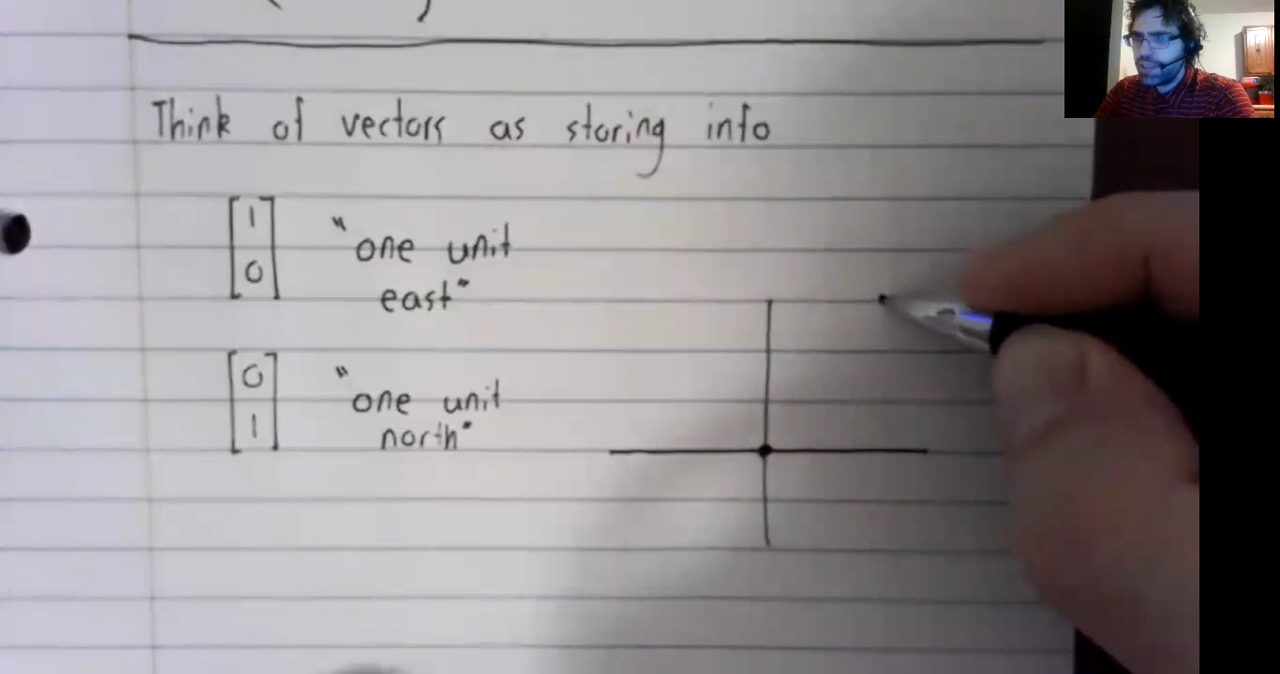 Think of vectors as storing info
[1 0] "one unit
east"
[0 1] "one unit
north"